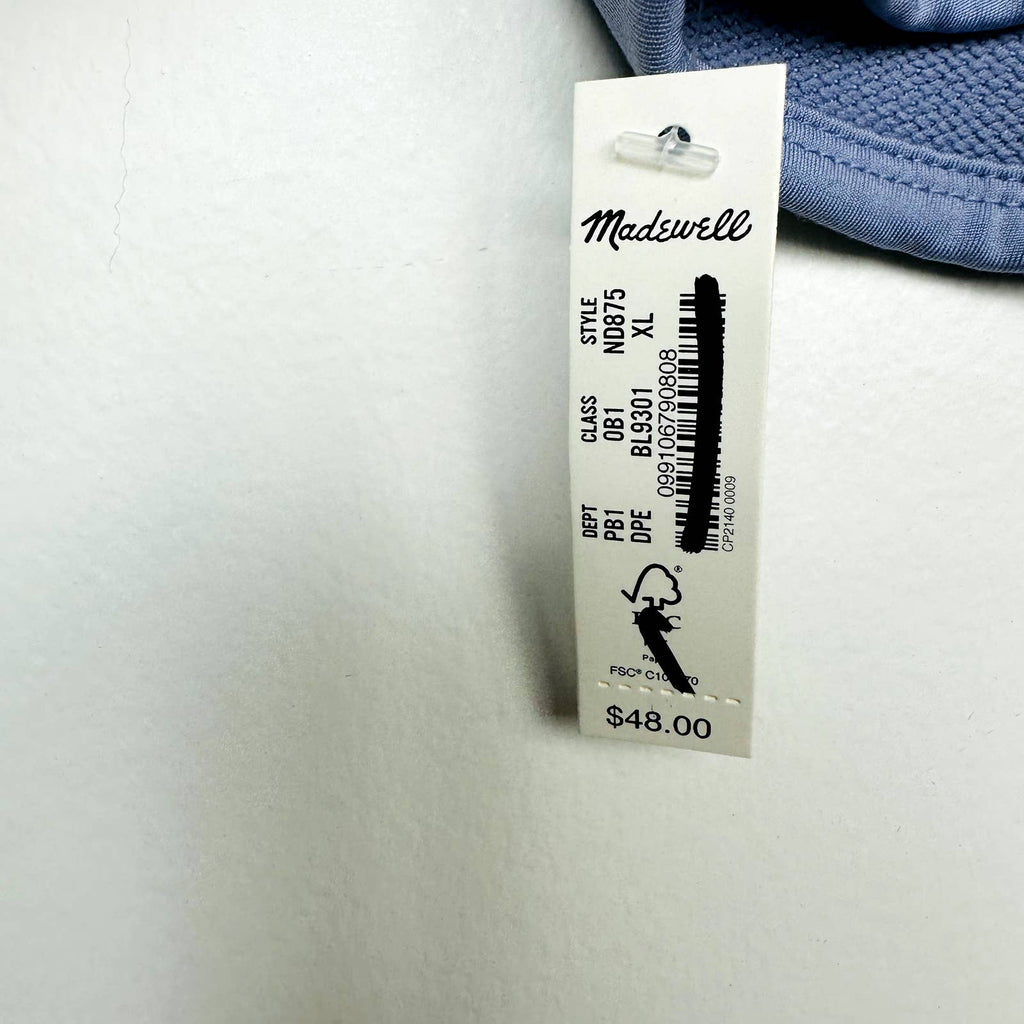 Madewell
DEPT CLASS STYLE
PB1 0B1 ND875
DPE BL9301 XL
099106790808
CP2140 0009
®
FSC®
$48.00